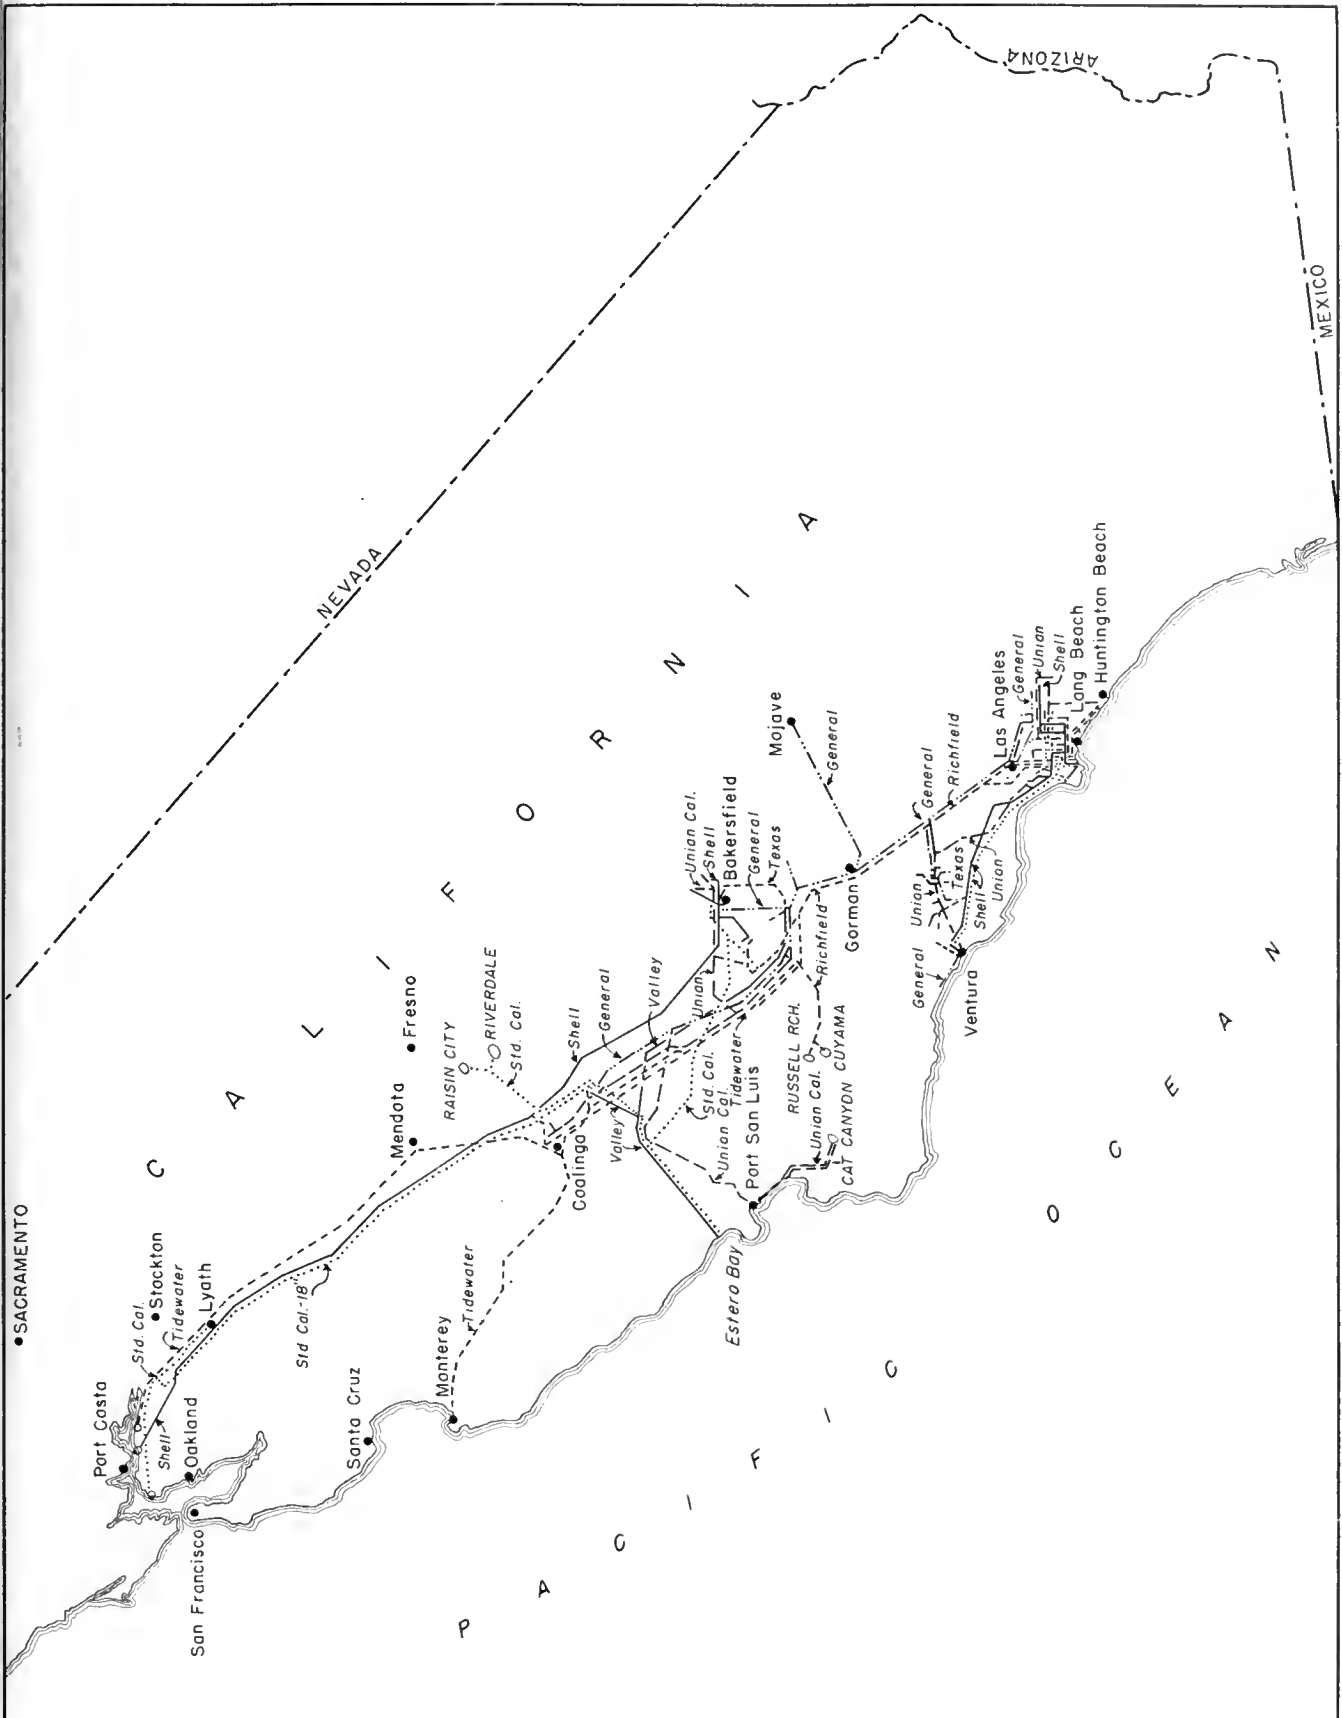 SACRAMENTO
NEVADA
ARIZONA
MEXICO
CALIFORNIA
PACIFIC OCEAN
Port Costa
Std. Cal.
Stockton
Tidewater
Lyoth
Shell
Oakland
San Francisco
Std Cal.-18"
Santa Cruz
Monterey
Tidewater
Mendota
Fresno
RAISIN CITY
RIVERDALE
Std. Cal.
Coalinga
Shell
General
Valley
Valley
Union
Std. Cal.
Tidewater
Union Cal.
Port San Luis
Estero Bay
Union Cal.
Shell
Bakersfield
General
Texas
Mojave
General
Gorman
Richfield
RUSSELL RCH.
Union Cal.
CUYAMA
CAT CANYON
General
Richfield
Union
Texas
Shell
Union
General
Ventura
Los Angeles
General
Union
Shell
Long Beach
Huntington Beach